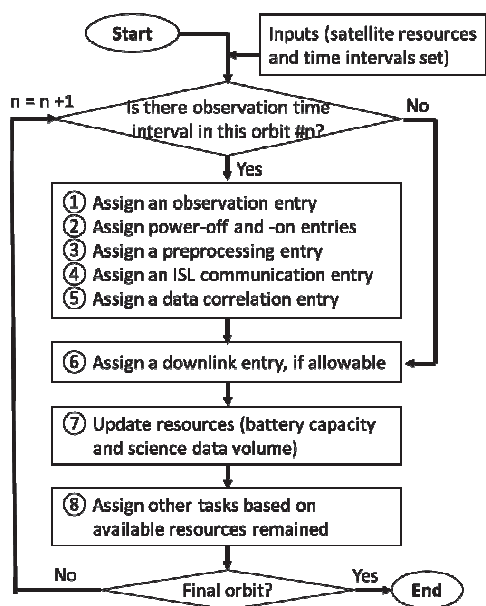 Start
Inputs (satellite resources
and time intervals set)
n = n +1
Is there observation time
interval in this orbit #n?
No
Yes
① Assign an observation entry
② Assign power-off and -on entries
③ Assign a preprocessing entry
④ Assign an ISL communication entry
⑤ Assign a data correlation entry
⑥ Assign a downlink entry, if allowable
⑦ Update resources (battery capacity
and science data volume)
⑧ Assign other tasks based on
available resources remained
No
Final orbit?
Yes
End